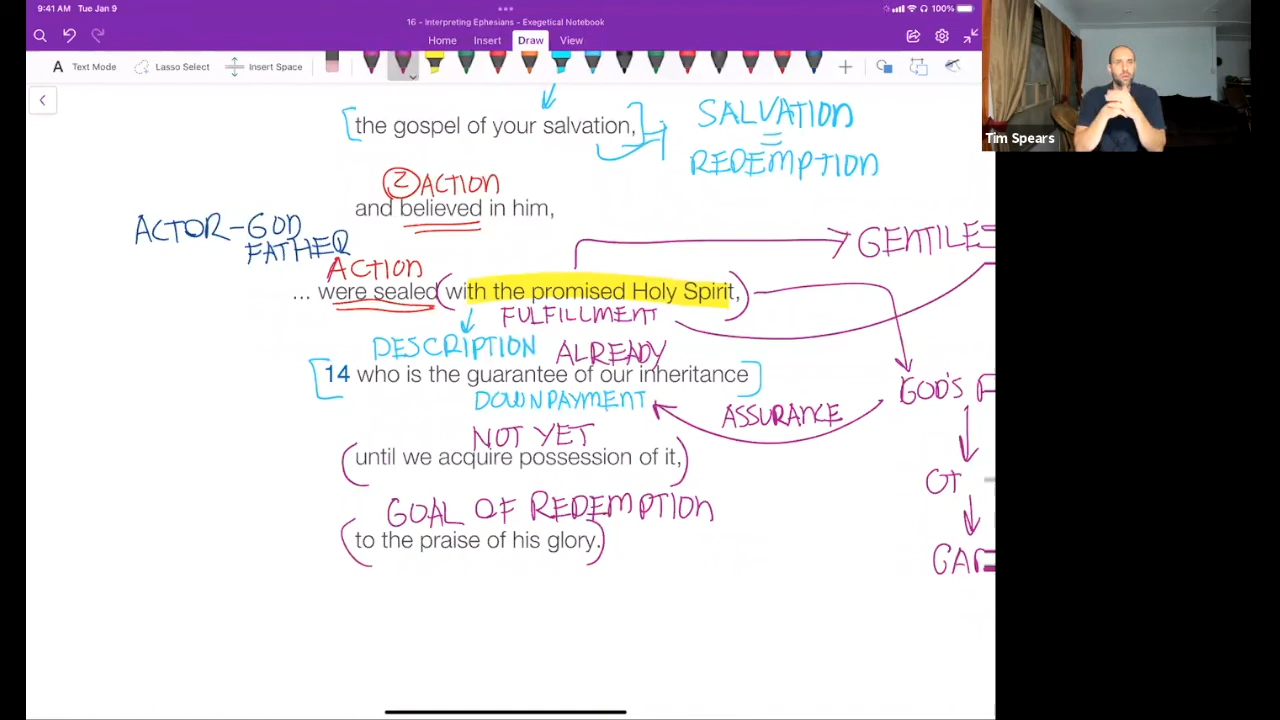 9:41 AM Tue Jan 9
100%
16 - Interpreting Ephesians - Exegetical Notebook
Home Insert Draw View
Text Mode Lasso Select Insert Space
Tim Spears
the gospel of your salvation,
SALVATION
=
REDEMPTION
2 ACTION
and believed in him,
ACTOR-GOD
FATHER
GENTILES
ACTION
... were sealed (with the promised Holy Spirit,)
FULFILLMENT
DESCRIPTION ALREADY
[14 who is the guarantee of our inheritance]
GOD'S
DOWNPAYMENT
ASSURANCE
NOT YET
(until we acquire possession of it,)
GOAL OF REDEMPTION
(to the praise of his glory.)